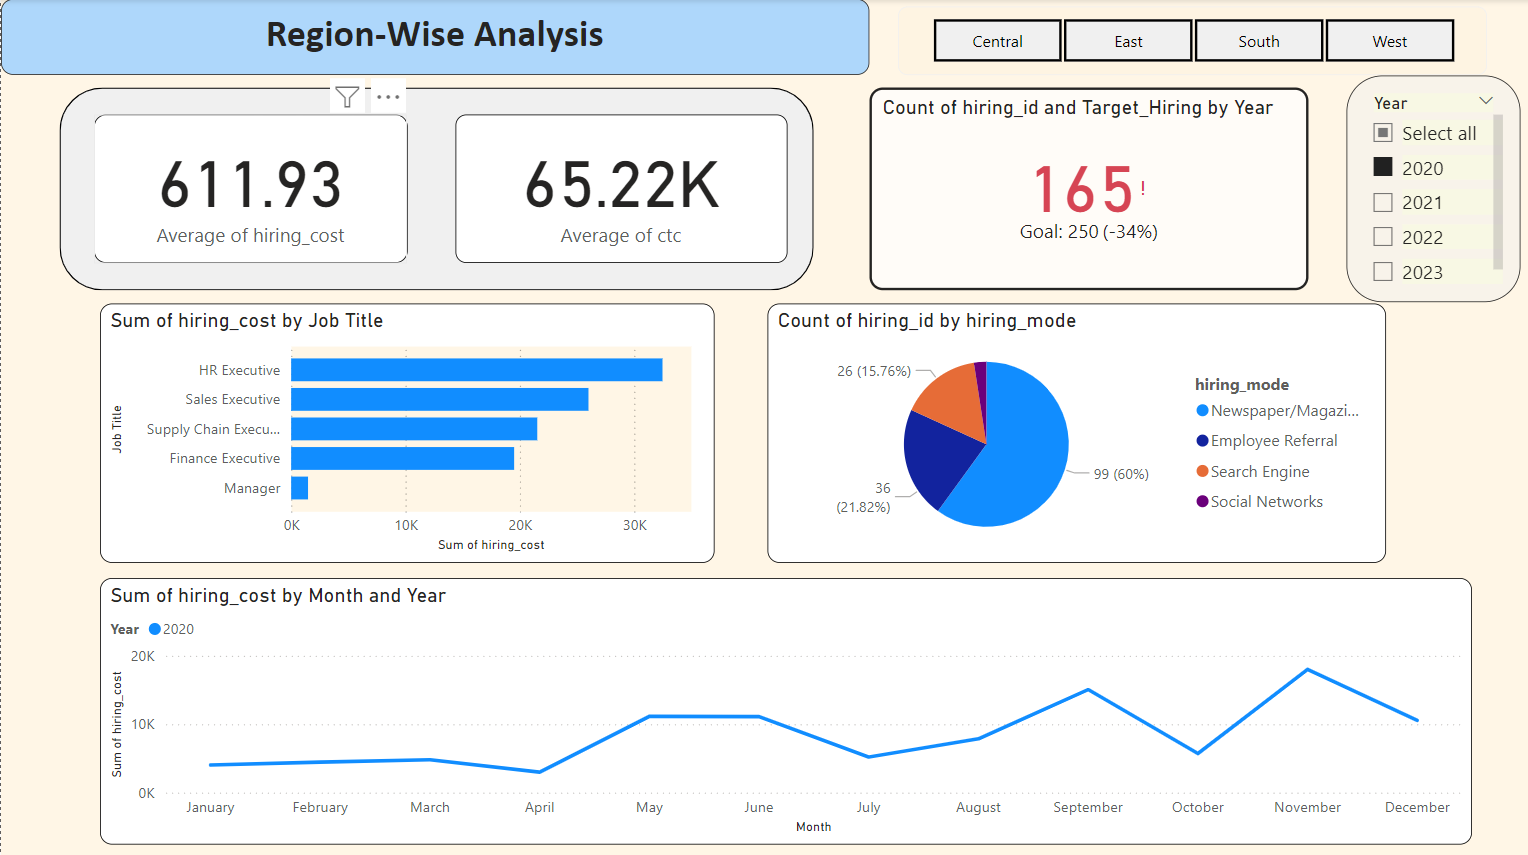 Region-Wise Analysis
Central
East
South
West
611.93
Average of hiring_cost
65.22K
Average of ctc
Count of hiring_id and Target_Hiring by Year
165!
Goal: 250 (-34%)
Year
Select all
2020
2021
2022
2023
Sum of hiring_cost by Job Title
Job Title
HR Executive
Sales Executive
Supply Chain Execu...
Finance Executive
Manager
0K
10K
20K
30K
Sum of hiring_cost
Count of hiring_id by hiring_mode
26 (15.76%)
36
(21.82%)
99 (60%)
hiring_mode
Newspaper/Magazi...
Employee Referral
Search Engine
Social Networks
Sum of hiring_cost by Month and Year
Year
2020
Sum of hiring_cost
20K
10K
0K
January
February
March
April
May
June
July
August
September
October
November
December
Month